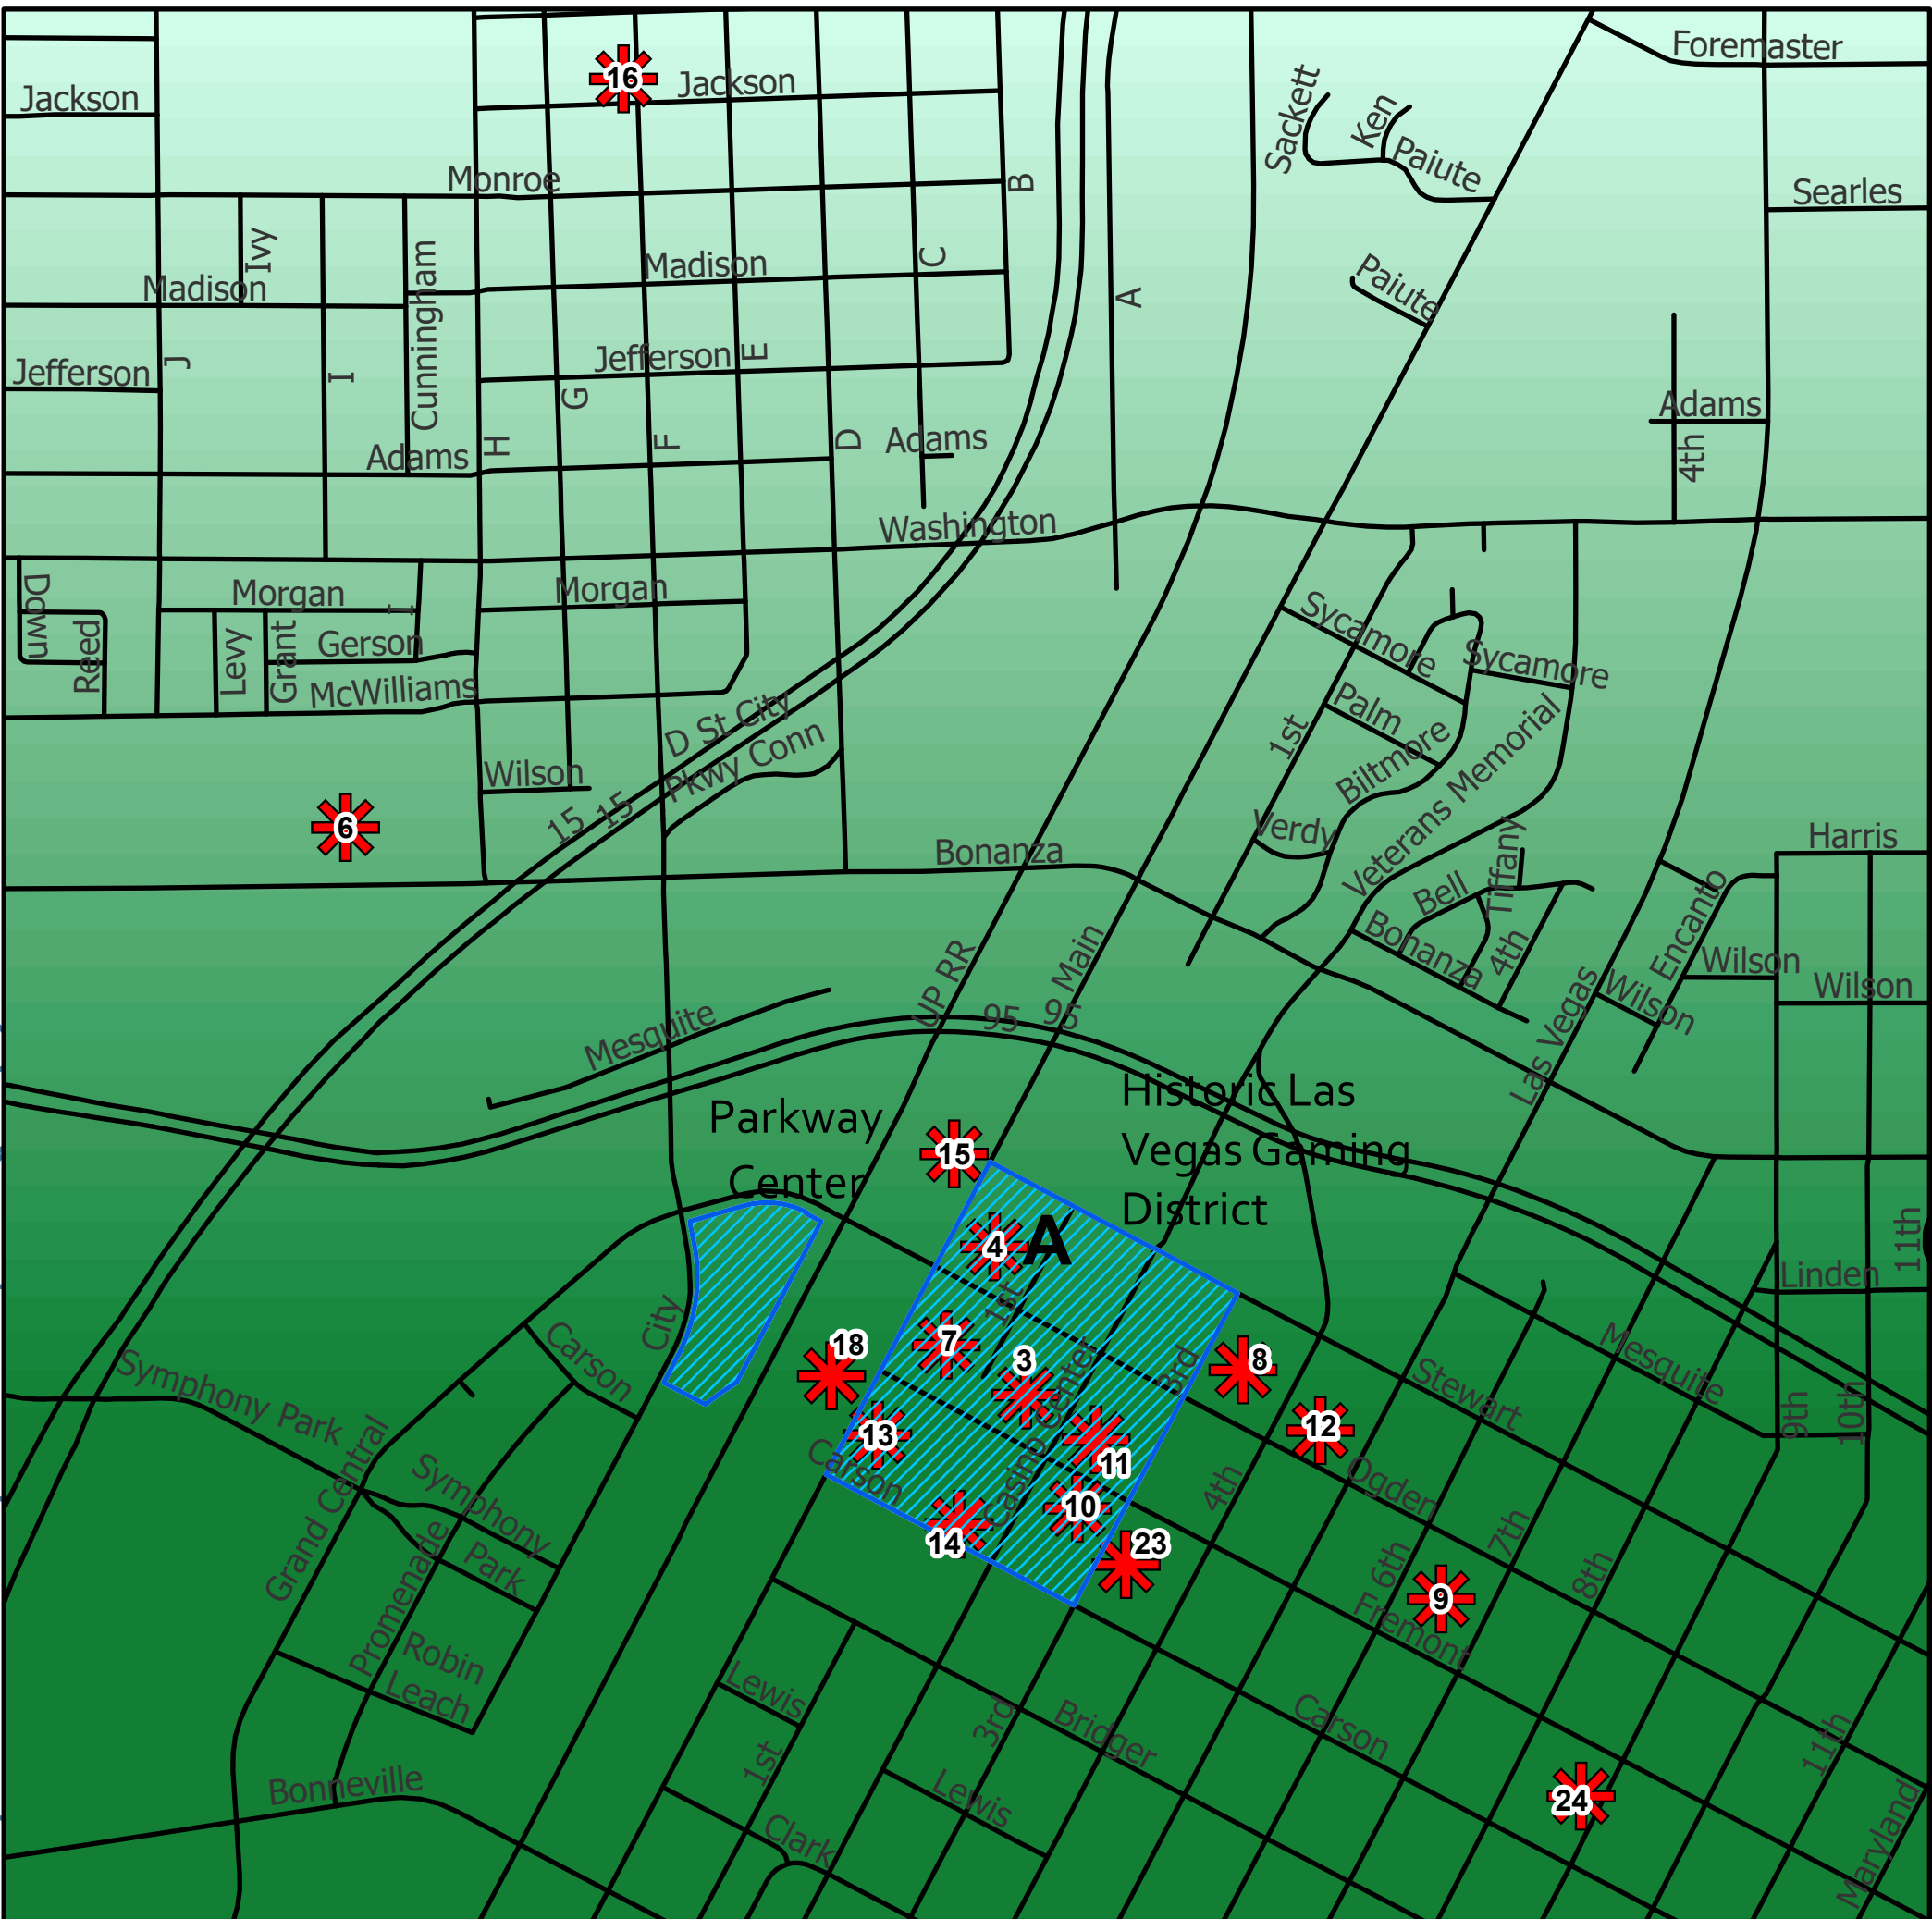 Foremaster
16
Jackson
Jackson
Sackett
Ken
Paiute
Monroe
B
Searles
Ivy
Cunningham
C
Madison
Madison
A
Paiute
J
I
Jefferson
Jefferson
E
G
Adams
H
F
D
Adams
Adams
4th
Washington
Down
Morgan
Morgan
I
Reed
Levy
Grant
Gerson
McWilliams
Sycamore
Sycamore
D St City
Pkwy Conn
Palm
1st
Biltmore
Veterans Memorial
Wilson
15
15
6
Verdy
Tiffany
Harris
Bonanza
Bell
Bonanza
4th
Encanto
Wilson
Wilson
Wilson
UP RR
Main
95
95
Mesquite
Las Vegas
Parkway
Center
Historic Las
Vegas Gaming
District
15
4
A
1st
11th
Linden
City
Carson
18
7
3
3rd
8
Mesquite
Stewart
Symphony Park
Grand Central
13
Carson
Casino Center
12
9th
10th
11
Symphony
Park
Promenade
10
4th
Ogden
14
23
6th
7th
8th
9
Fremont
Robin
Leach
Lewis
3rd
Bridger
Carson
1st
Lewis
11th
Bonneville
24
Clark
Maryland